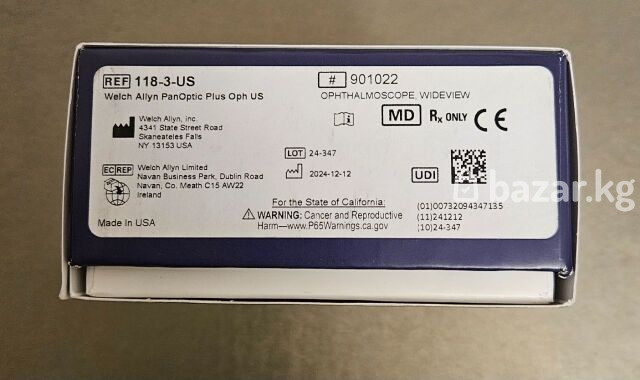 REF 118-3-US
Welch Allyn PanOptic Plus Oph US
# 901022
OPHTHALMOSCOPE, WIDEVIEW
Welch Allyn, inc.
4341 State Street Road
Skaneateles Falls
NY 13153 USA
MD Rx ONLY CE
LOT 24-347
2024-12-12
UDI
EC REP Welch Allyn Limited
Navan Business Park, Dublin Road
Navan, Co. Meath C15 AW22
Ireland
Made in USA
For the State of California:
WARNING: Cancer and Reproductive
Harm—www.P65Warnings.ca.gov
(01)00732094347135
(11)241212
(10)24-347
bazar.kg